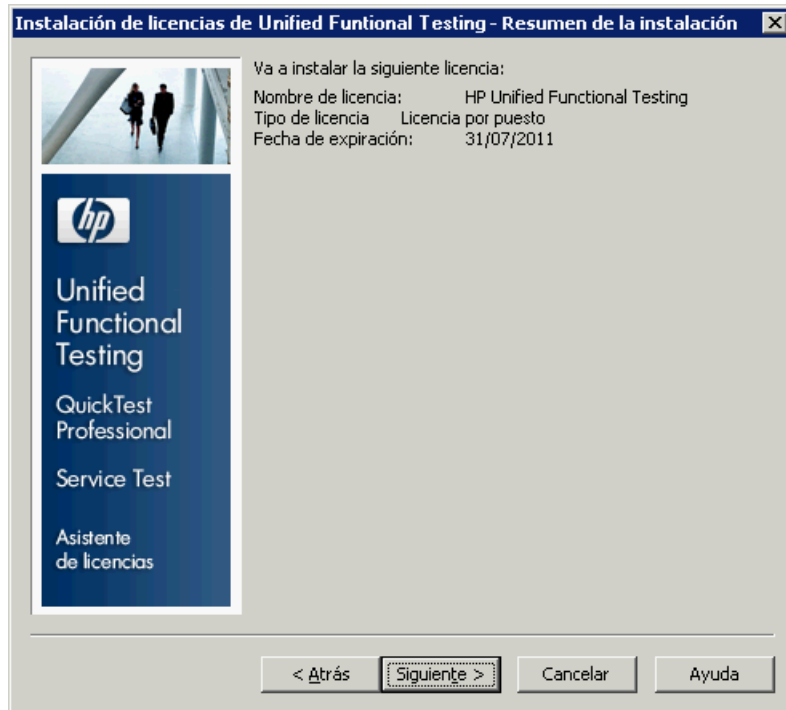 Instalación de licencias de Unified Funtional Testing - Resumen de la instalación
Va a instalar la siguiente licencia:
Nombre de licencia: HP Unified Functional Testing
Tipo de licencia Licencia por puesto
Fecha de expiración: 31/07/2011
hp
Unified
Functional
Testing
QuickTest
Professional
Service Test
Asistente
de licencias
< Atrás
Siguiente >
Cancelar
Ayuda